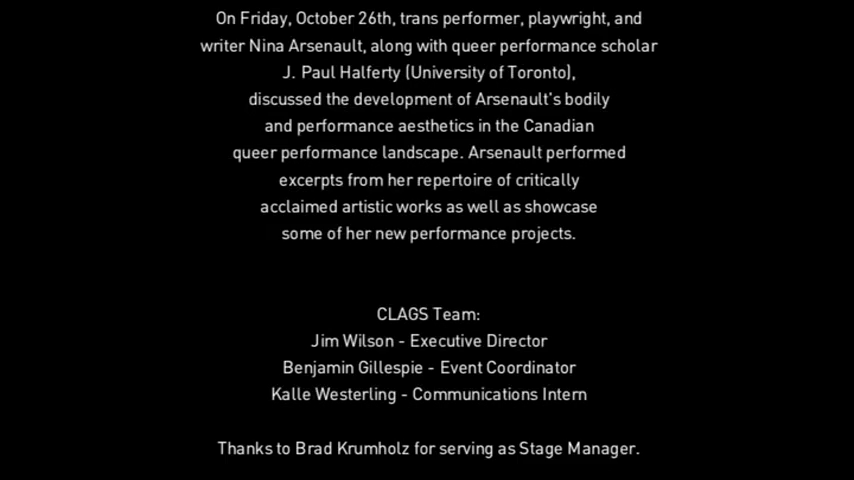 On Friday, October 26th, trans performer, playwright, and
writer Nina Arsenault, along with queer performance scholar
J. Paul Halferty (University of Toronto),
discussed the development of Arsenault's bodily
and performance aesthetics in the Canadian
queer performance landscape. Arsenault performed
excerpts from her repertoire of critically
acclaimed artistic works as well as showcase
some of her new performance projects.
CLAGS Team:
Jim Wilson - Executive Director
Benjamin Gillespie - Event Coordinator
Kalle Westerling - Communications Intern
Thanks to Brad Krumholz for serving as Stage Manager.